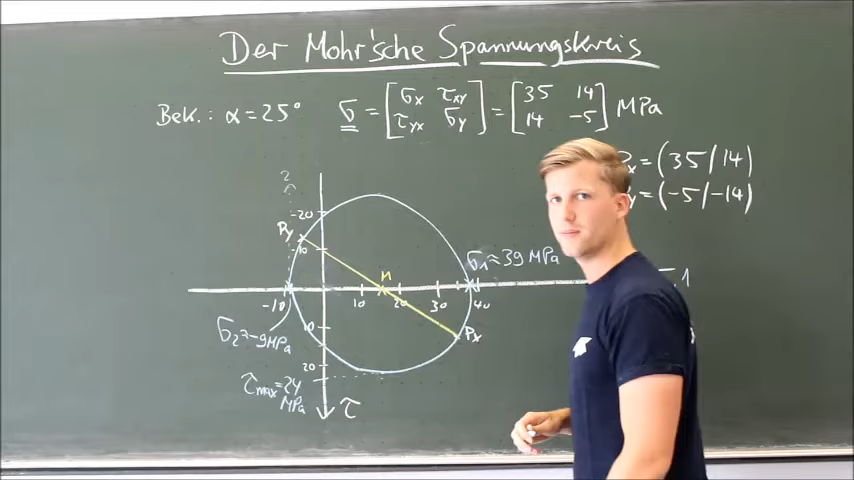 Der Mohr'sche Spannungskreis
Bek.: α = 25° σ = [σx τxy τyx σy] = [35 14 14 -5] MPa
x = (35/14)
y = (-5/-14)
2
-20
Py
-10
M
σ1 ≈ 39 MPa
1
-10 10 20 30 40
σ2 ≈ -9 MPa
10
Px
20
τmax = 24 MPa
τ